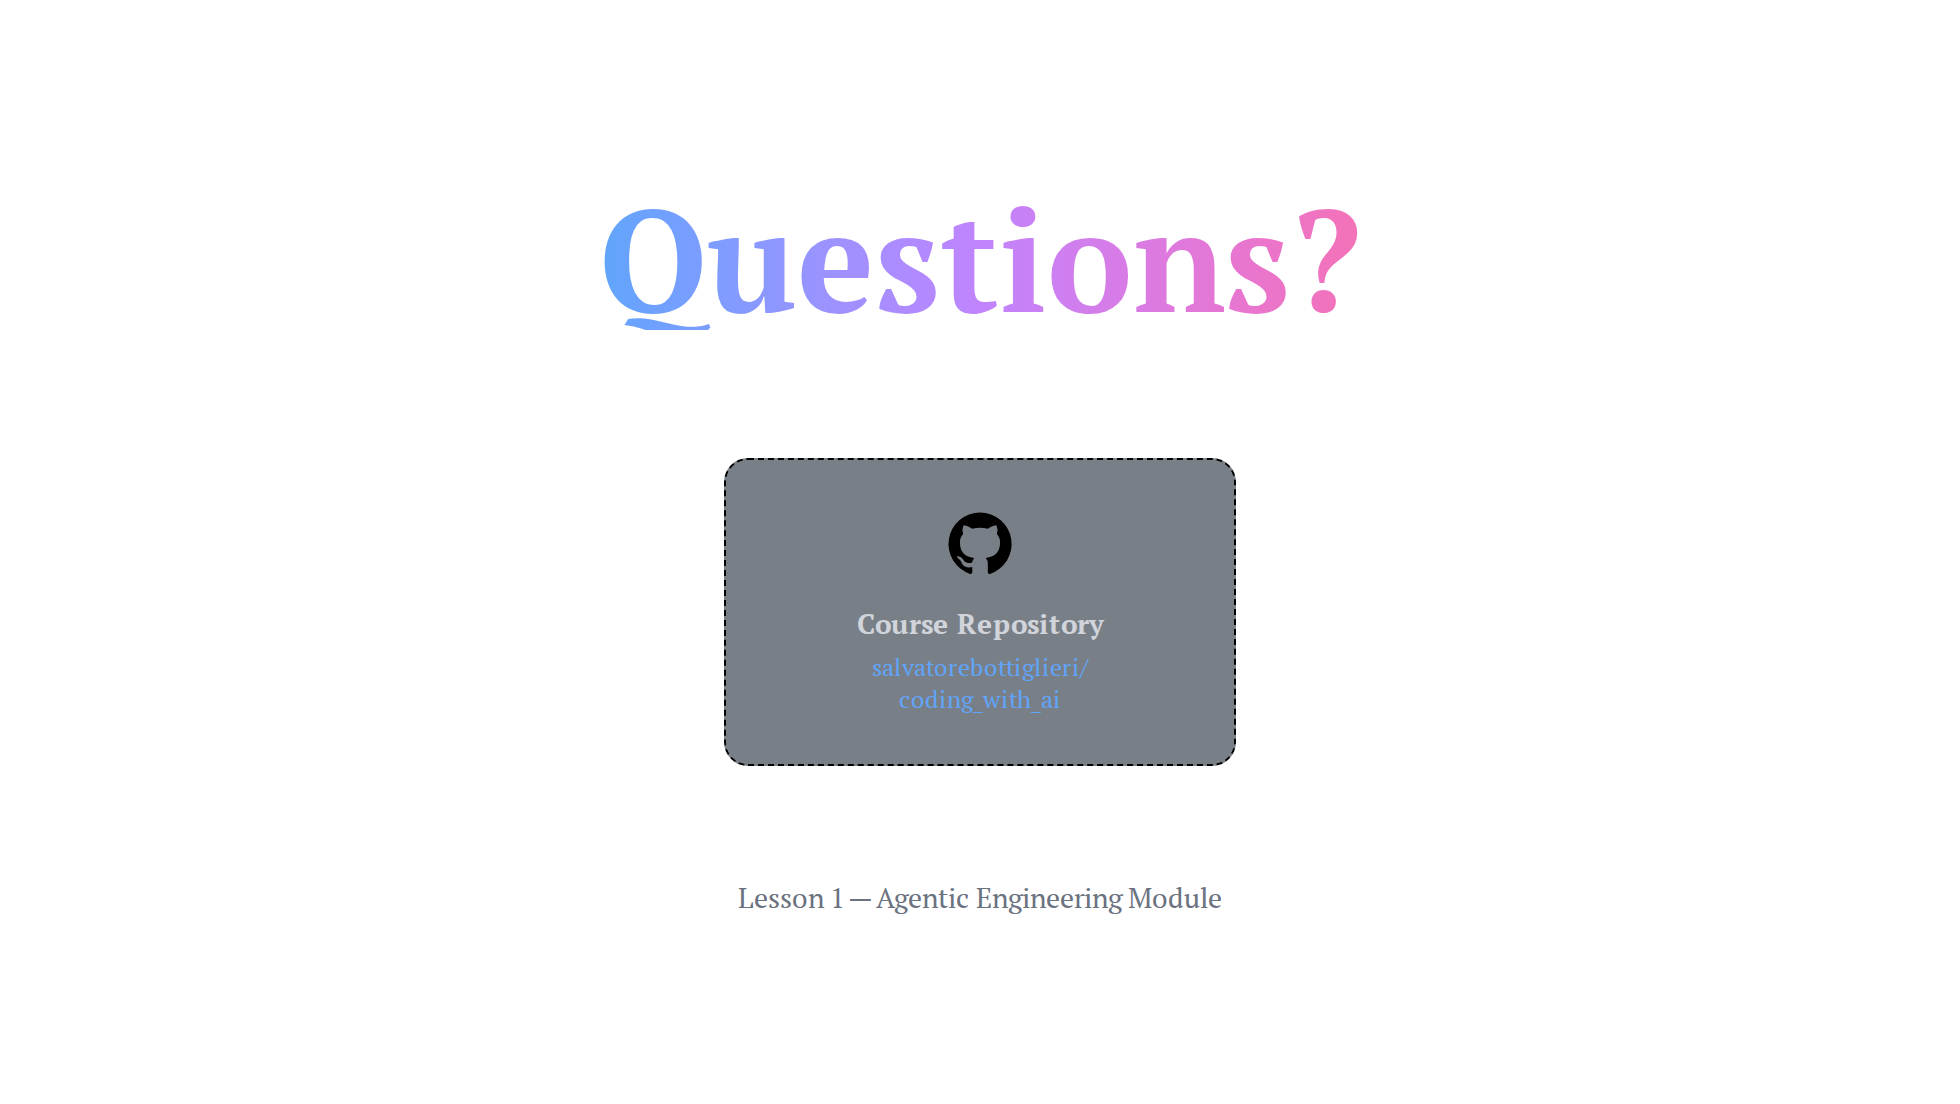 Questions?
Course Repository
salvatorebottiglieri/
coding_with_ai
Lesson 1 — Agentic Engineering Module